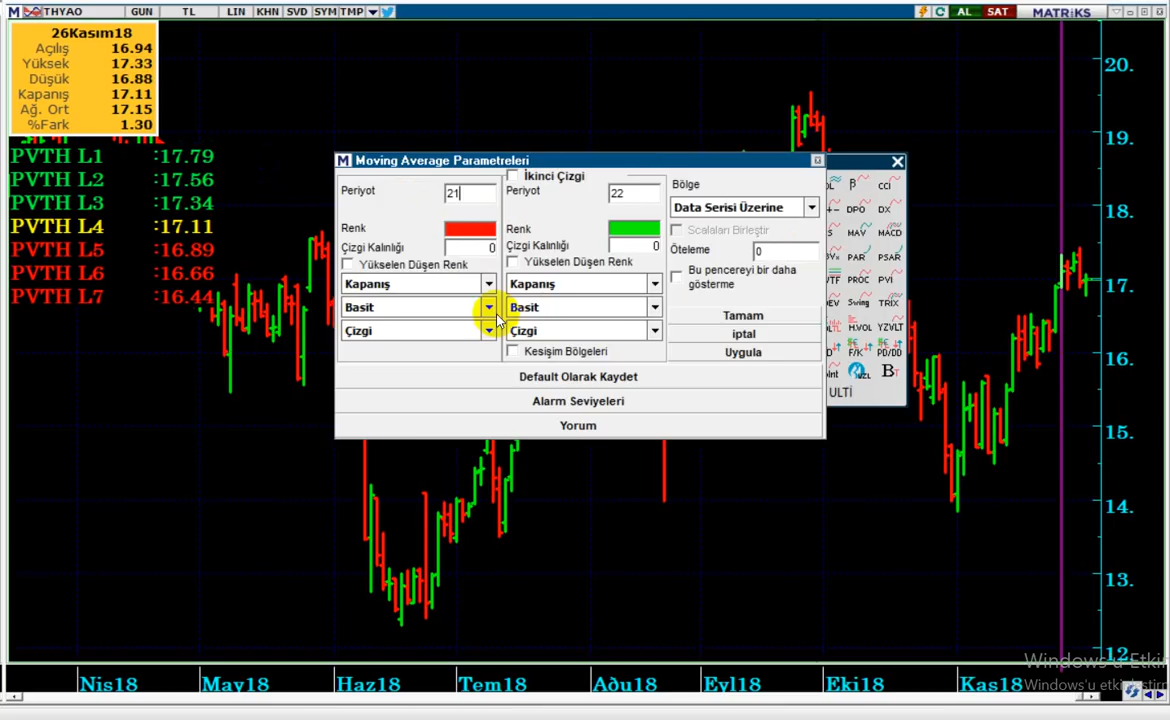 M THYAO GUN TL LIN KHN SVD SYM TMP AL SAT MATRiKS
26Kasım18
Açılış 16.94
Yüksek 17.33
Düşük 16.88
Kapanış 17.11
Ağ. Ort 17.15
%Fark 1.30
PVTH L1 :17.79
PVTH L2 :17.56
PVTH L3 :17.34
PVTH L4 :17.11
PVTH L5 :16.89
PVTH L6 :16.66
PVTH L7 :16.44
M Moving Average Parametreleri
Periyot 21
Renk
Çizgi Kalınlığı 0
Yükselen Düşen Renk
Kapanış
Basit
Çizgi
İkinci Çizgi
Periyot 22
Renk
Çizgi Kalınlığı 0
Yükselen Düşen Renk
Kapanış
Basit
Çizgi
Kesişim Bölgeleri
Bölge
Data Serisi Üzerine
Scalaları Birleştir
Öteleme 0
Bu pencereyi bir daha
gösterme
Tamam
iptal
Uygula
Default Olarak Kaydet
Alarm Seviyeleri
Yorum
β CCI
DPO DX
MAV MACD
PAR PSAR
PROC PVI
Swing TRIX
H.VOL YZVLT
F/K PD/DD
B
ULTİ
20.
19.
18.
17.
16.
15.
14.
13.
12.
Nis18 May18 Haz18 Tem18 Aðu18 Eyl18 Eki18 Kas18
Windows'u Etkin
Windows'u etkinleştirm